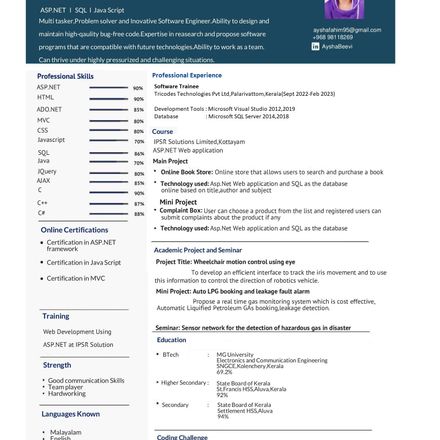 ASP.NET | SQL | Java Script
Multi tasker,Problem solver and Inovative Software Engineer.Ability to design and
maintain high-quality bug-free code.Expertise in reasearch and propose software
programs that are compatible with future technologies.Ability to work as a team.
Can thrive under highly pressurized and challenging situations.
ayshafahim95@gmail.com
+968 98118269
AyshaBeevi
Professional Skills
ASP.NET 90%
HTML 90%
ADO.NET 85%
MVC 80%
CSS 80%
Javascript 70%
SQL 86%
Java 70%
JQuery 80%
AJAX 85%
C 90%
C++ 87%
C# 88%
Online Certifications
• Certification in ASP.NET
framework
• Certification in Java Script
• Certification in MVC
Training
Web Development Using
ASP.NET at IPSR Solution
Strength
• Good communication Skills
• Team player
• Hardworking
Languages Known
• Malayalam
• English
Professional Experience
Software Trainee
Tricodes Technologies Pvt Ltd,Palarivattom,Kerala(Sept 2022-Feb 2023)
Development Tools : Microsoft Visual Studio 2012,2019
Database : Microsoft SQL Server 2014,2018
Course
IPSR Solutions Limited,Kottayam
ASP.NET Web application
Main Project
• Online Book Store: Online store that allows users to search and purchase a book
• Technology used: Asp.Net Web application and SQL as the database
online based on title,author and subject
Mini Project
• Complaint Box: User can choose a product from the list and registered users can
submit complaints about the product if any
• Technology used: Asp.Net Web application and SQL as the database
Academic Project and Seminar
Project Title: Wheelchair motion control using eye
To develop an efficient interface to track the iris movement and to use
this information to control the direction of robotics vehicle.
Mini Project: Auto LPG booking and leakage fault alarm
Propose a real time gas monitoring system which is cost effective,
Automatic Liquified Petroleum GAs booking,leakage detection.
Seminar: Sensor network for the detection of hazardous gas in disaster
Education
• BTech : MG University
Electronics and Communication Engineering
SNGCE,Kolenchery,Kerala
69.2%
• Higher Secondary : State Board of Kerala
St.Francis HSS,Aluva,Kerala
92%
• Secondary : State Board of Kerala
Settlement HSS,Aluva
94%
Coding Challenge